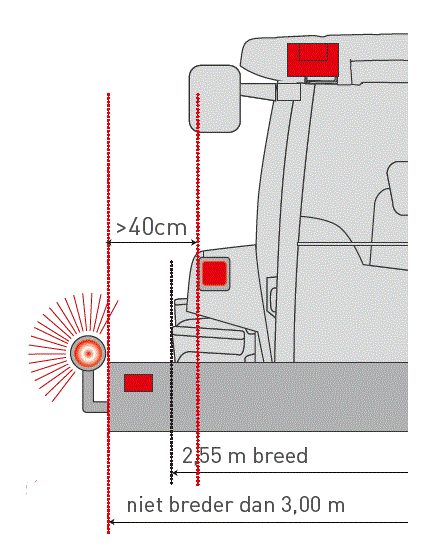 >40cm
2,55 m breed
niet breder dan 3,00 m